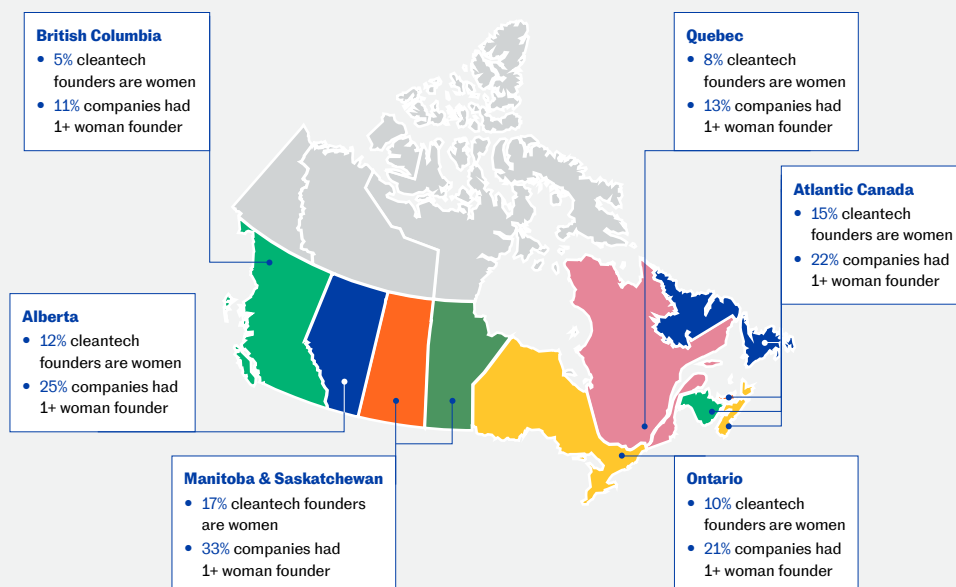 British Columbia
• 5% cleantech
founders are women
• 11% companies had
1+ woman founder
Quebec
• 8% cleantech
founders are women
• 13% companies had
1+ woman founder
Atlantic Canada
• 15% cleantech
founders are women
• 22% companies had
1+ woman founder
Alberta
• 12% cleantech
founders are women
• 25% companies had
1+ woman founder
Manitoba & Saskatchewan
• 17% cleantech founders
are women
• 33% companies had
1+ woman founder
Ontario
• 10% cleantech
founders are women
• 21% companies had
1+ woman founder